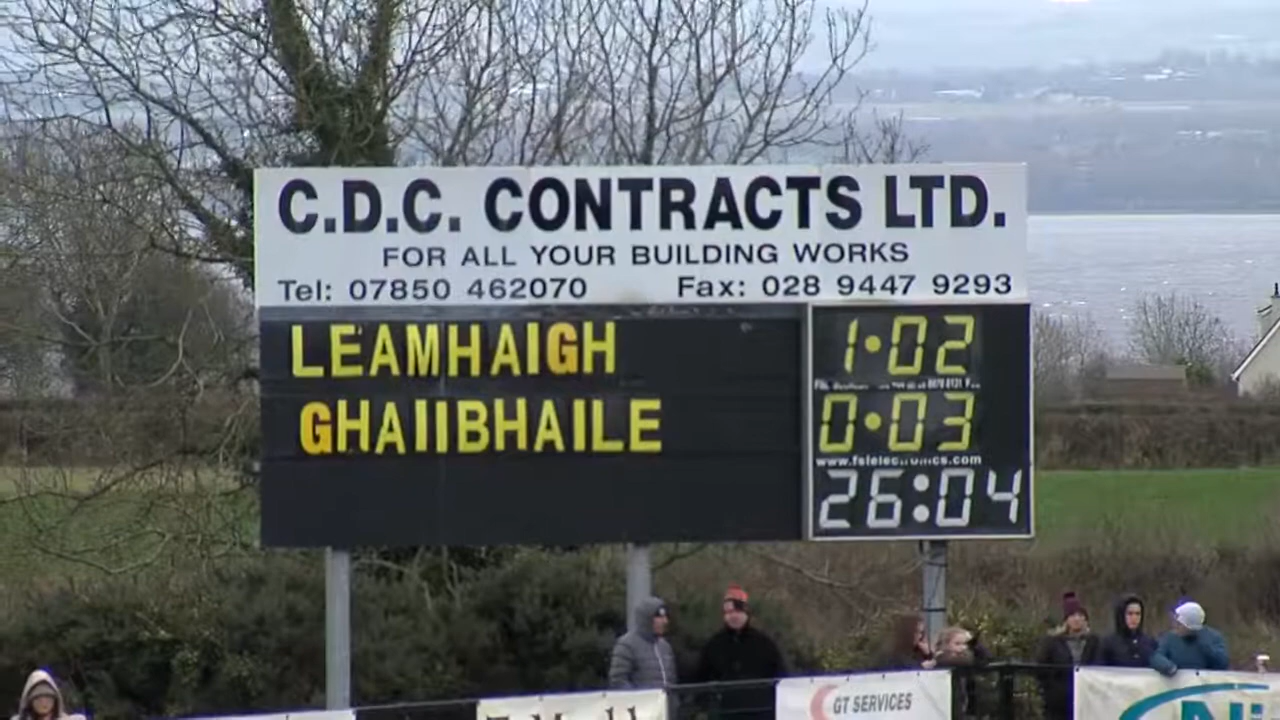 C.D.C. CONTRACTS LTD.
FOR ALL YOUR BUILDING WORKS
Tel: 07850 462070 Fax: 028 9447 9293
LEAMHAIGH 1·02
GHAIIBHAILE 0·03
www.fslelectronics.com
26:04
GT SERVICES